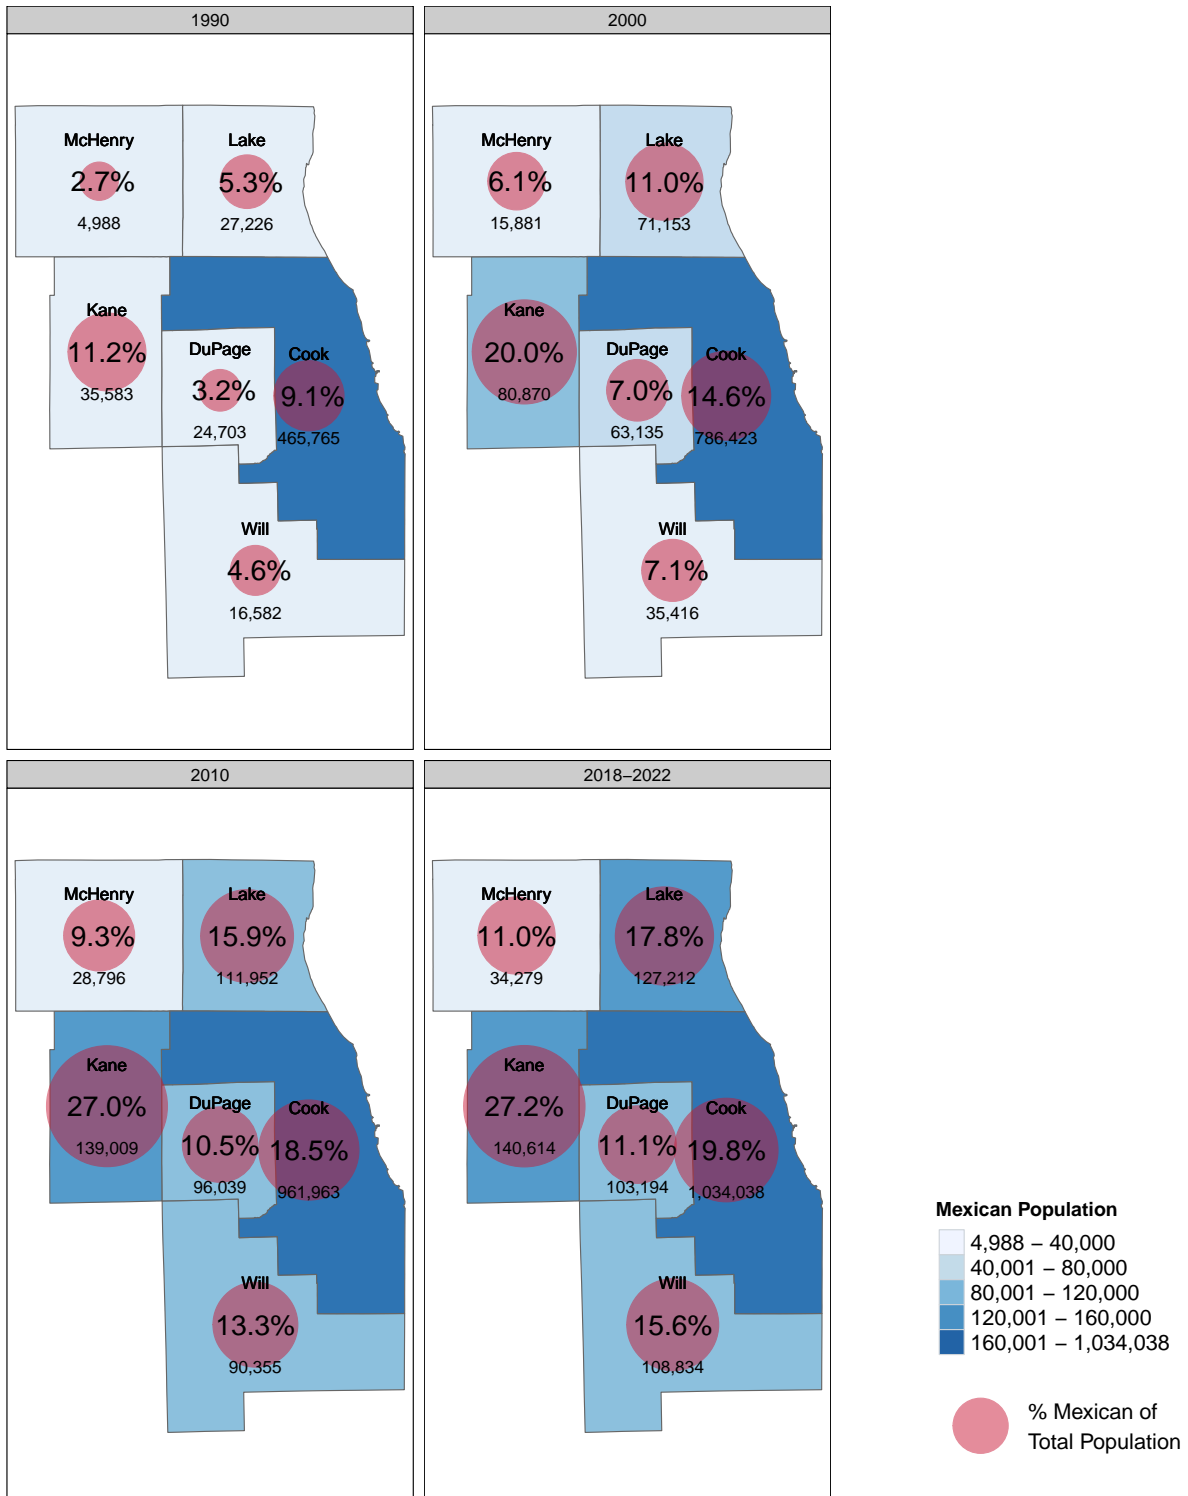 1990
McHenry
2.7%
4,988
Lake
5.3%
27,226
Kane
11.2%
35,583
DuPage
3.2%
24,703
Cook
9.1%
465,765
Will
4.6%
16,582
2000
McHenry
6.1%
15,881
Lake
11.0%
71,153
Kane
20.0%
80,870
DuPage
7.0%
63,135
Cook
14.6%
786,423
Will
7.1%
35,416
2010
McHenry
9.3%
28,796
Lake
15.9%
111,952
Kane
27.0%
139,009
DuPage
10.5%
96,039
Cook
18.5%
961,963
Will
13.3%
90,355
2018–2022
McHenry
11.0%
34,279
Lake
17.8%
127,212
Kane
27.2%
140,614
DuPage
11.1%
103,194
Cook
19.8%
1,034,038
Will
15.6%
108,834
Mexican Population
4,988 – 40,000
40,001 – 80,000
80,001 – 120,000
120,001 – 160,000
160,001 – 1,034,038
% Mexican of
Total Population